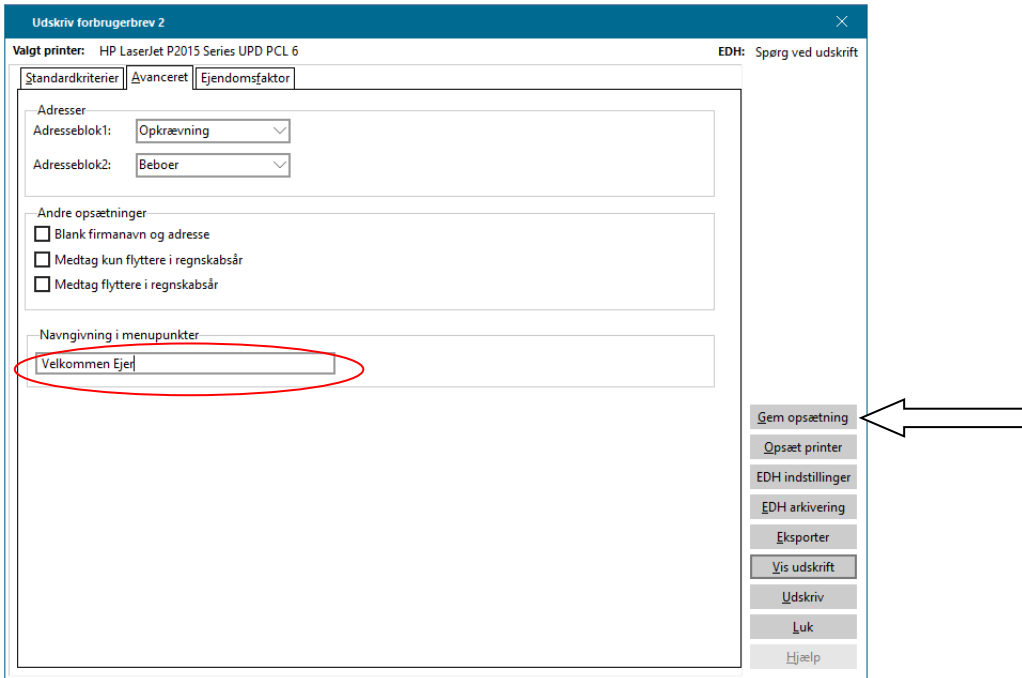 Udskriv forbrugerbrev 2
Valgt printer: HP LaserJet P2015 Series UPD PCL 6 EDH: Spørg ved udskrift
Standardkriterier Avanceret Ejendomsfaktor
Adresser
Adresseblok1: Opkrævning
Adresseblok2: Beboer
Andre opsætninger
Blank firmanavn og adresse
Medtag kun flyttere i regnskabsår
Medtag flyttere i regnskabsår
Navngivning i menupunkter
Velkommen Ejer
Gem opsætning
Opsæt printer
EDH indstillinger
EDH arkivering
Eksporter
Vis udskrift
Udskriv
Luk
Hjælp